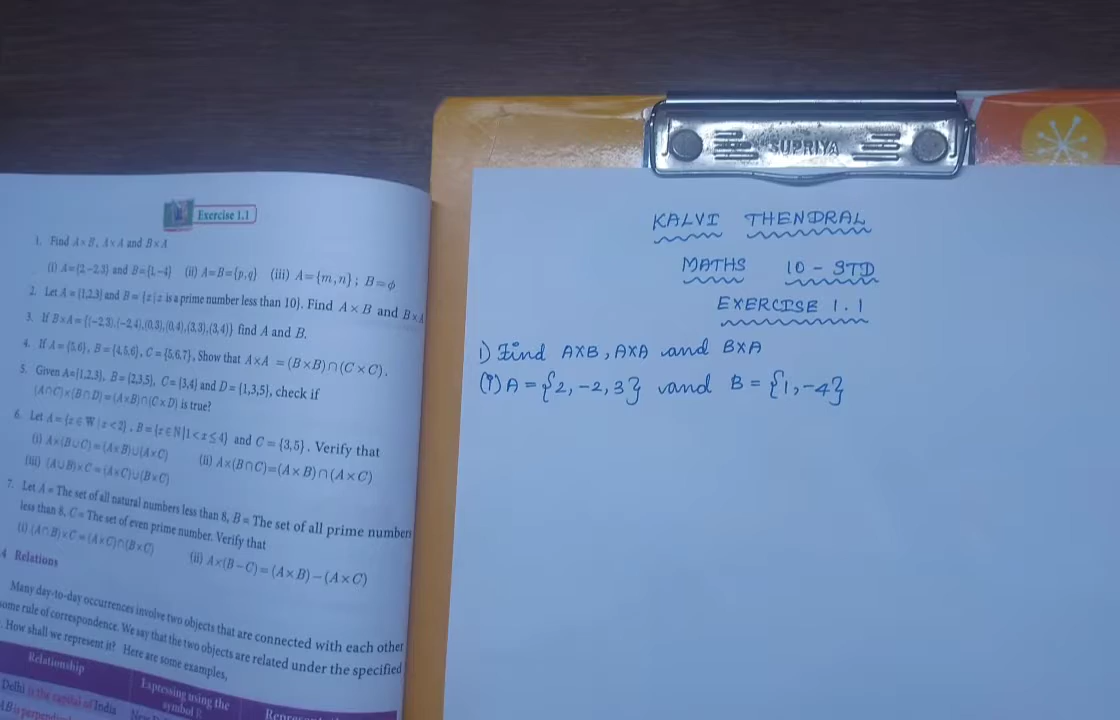 Exercise 1.1
1. Find A×B, A×A and B×A
(i) A={2,−2,3} and B={1,−4} (ii) A=B={p,q} (iii) A={m,n}; B=ϕ
2. Let A={1,2,3} and B={x|x is a prime number less than 10}. Find A×B and B×A
3. If B×A={(−2,3),(−2,4),(0,3),(0,4),(3,3),(3,4)} find A and B.
4. If A={5,6}, B={4,5,6}, C={5,6,7}, Show that A×A =(B×B)∩(C×C).
5. Given A={1,2,3}, B={2,3,5}, C={3,4} and D={1,3,5}, check if
(A∩C)×(B∩D)=(A×B)∩(C×D) is true?
6. Let A={x∈W|x<2}, B={x∈N|1<x≤4} and C={3,5}. Verify that
(i) A×(B∪C)=(A×B)∪(A×C) (ii) A×(B∩C)=(A×B)∩(A×C)
(iii) (A∪B)×C=(A×C)∪(B×C)
7. Let A= The set of all natural numbers less than 8, B= The set of all prime number
less than 8, C= The set of even prime number. Verify that
(i) (A∩B)×C=(A×C)∩(B×C) (ii) A×(B−C)=(A×B)−(A×C)
4 Relations
Many day-to-day occurrences involve two objects that are connected with each other
some rule of correspondence. We say that the two objects are related under the specified
. How shall we represent it? Here are some examples,
Relationship Expressing using the
symbol R
Delhi is the capital of India New D
AB is perpend
SUPRIYA
KALVI THENDRAL
MATHS 10-STD
EXERCISE 1.1
1) Find A×B, A×A and B×A
(i) A={2,-2,3} and B={1,-4}